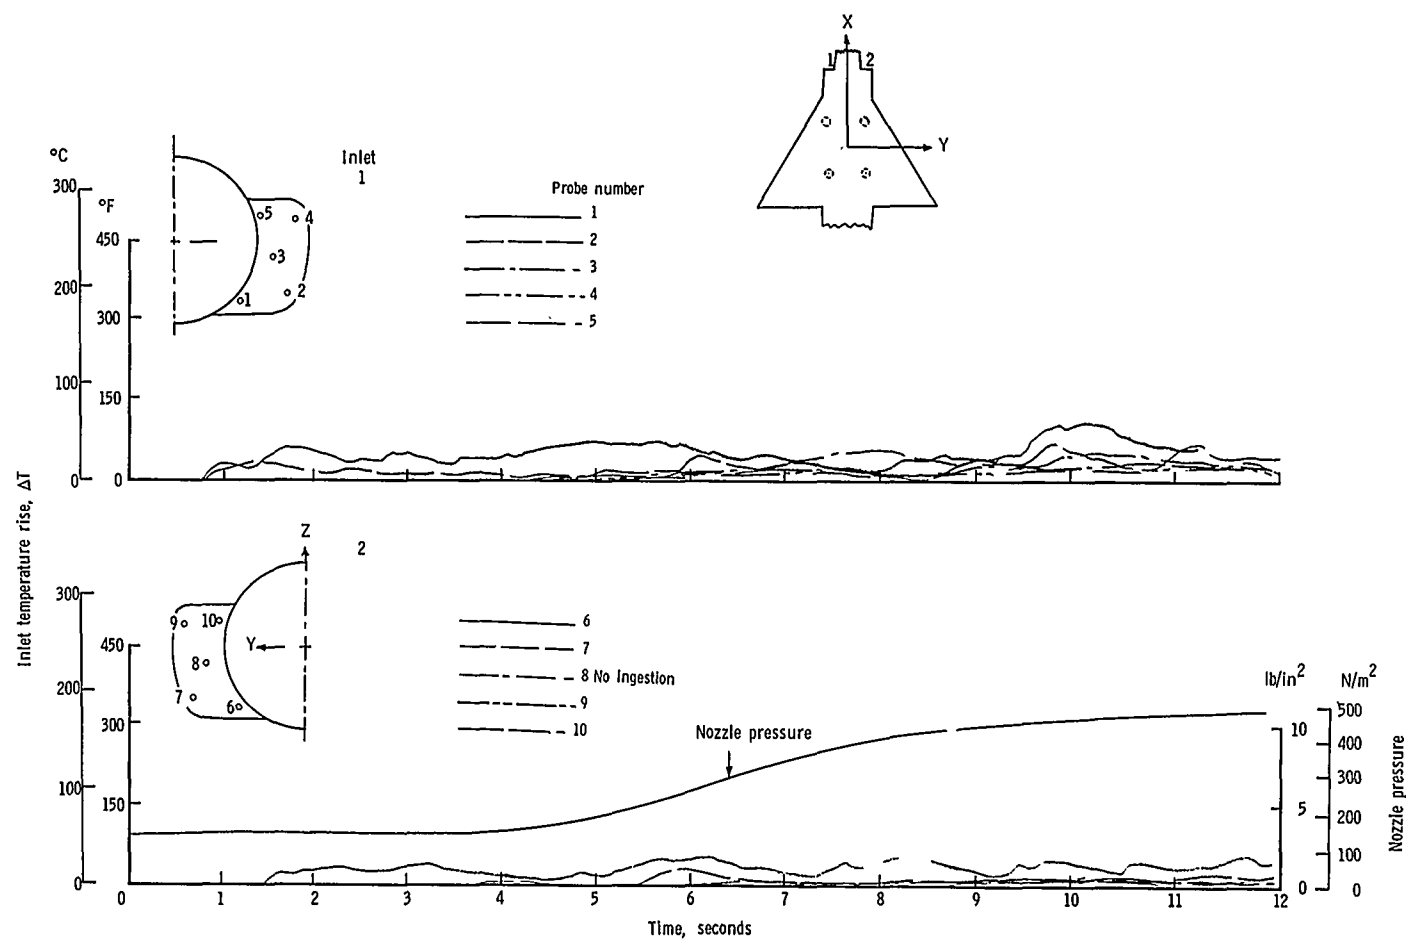 X
1 2
Y
°C
Inlet
1
300
°F
Probe number
1
5 4
450
2
3
3
200
4
1 2
300
5
100
150
0
0
Z
2
300
6
9 10
450
Y
7
8
8 No Ingestion
lb/in2 N/m2
200
7
9
6
500
300
10
Nozzle pressure
10
400
300
100
150
5
200
100
0
0
0
0 1 2 3 4 5 6 7 8 9 10 11 12
Time, seconds
Inlet temperature rise, ΔT
Nozzle pressure